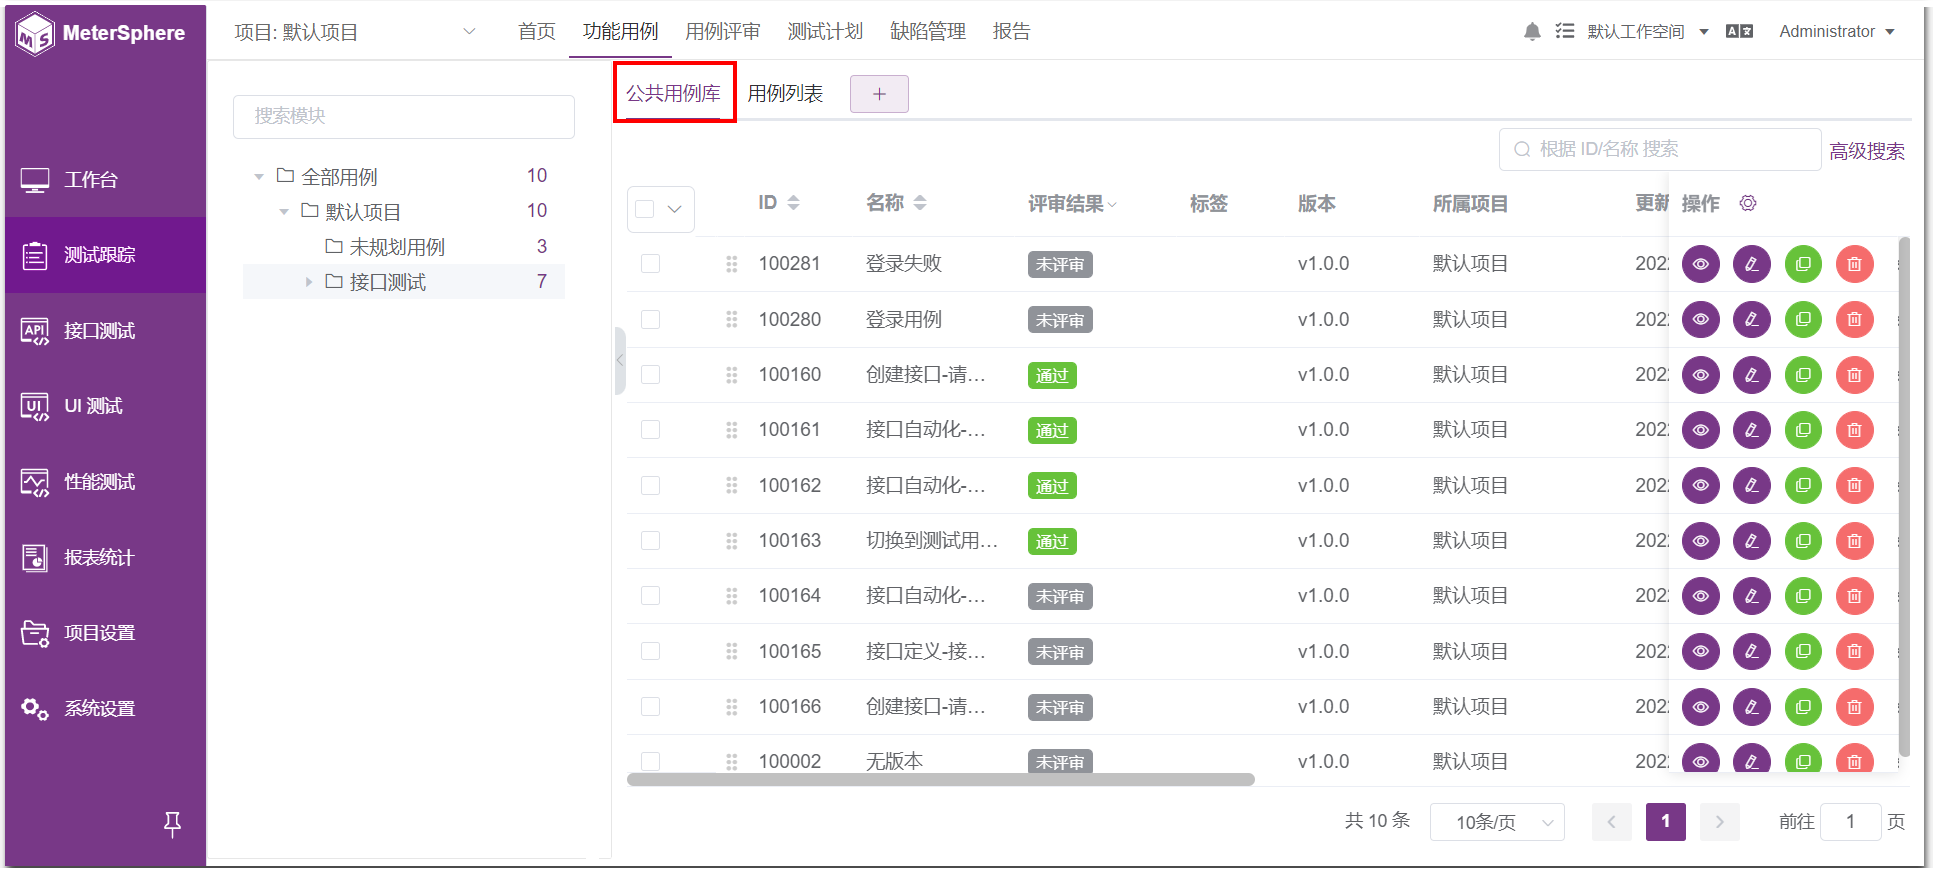 MeterSphere
项目: 默认项目
首页
功能用例
用例评审
测试计划
缺陷管理
报告
默认工作空间
Administrator
工作台
测试跟踪
API 接口测试
UI UI 测试
性能测试
报表统计
项目设置
系统设置
搜索模块
全部用例 10
默认项目 10
未规划用例 3
接口测试 7
公共用例库
用例列表
+
根据 ID/名称 搜索
高级搜索
ID 名称 评审结果 标签 版本 所属项目 更新 操作
100281 登录失败 未评审 v1.0.0 默认项目 202
100280 登录用例 未评审 v1.0.0 默认项目 202
100160 创建接口-请... 通过 v1.0.0 默认项目 202
100161 接口自动化-... 通过 v1.0.0 默认项目 202
100162 接口自动化-... 通过 v1.0.0 默认项目 202
100163 切换到测试用... 通过 v1.0.0 默认项目 202
100164 接口自动化-... 未评审 v1.0.0 默认项目 202
100165 接口定义-接... 未评审 v1.0.0 默认项目 202
100166 创建接口-请... 未评审 v1.0.0 默认项目 202
100002 无版本 未评审 v1.0.0 默认项目 202
共 10 条 10条/页 1 前往 1 页